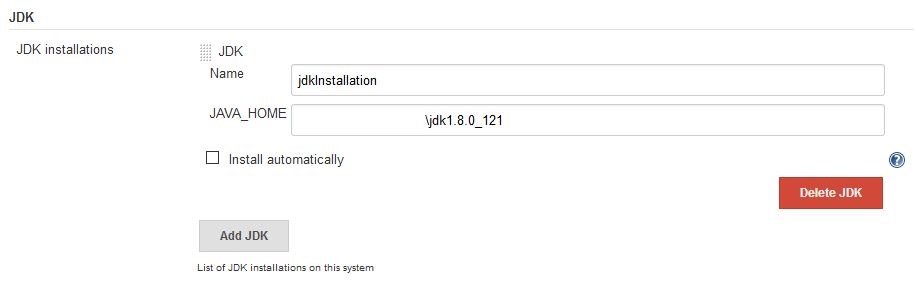 JDK
JDK installations
JDK
Name
jdkInstallation
JAVA_HOME
\jdk1.8.0_121
Install automatically
?
Delete JDK
Add JDK
List of JDK installations on this system